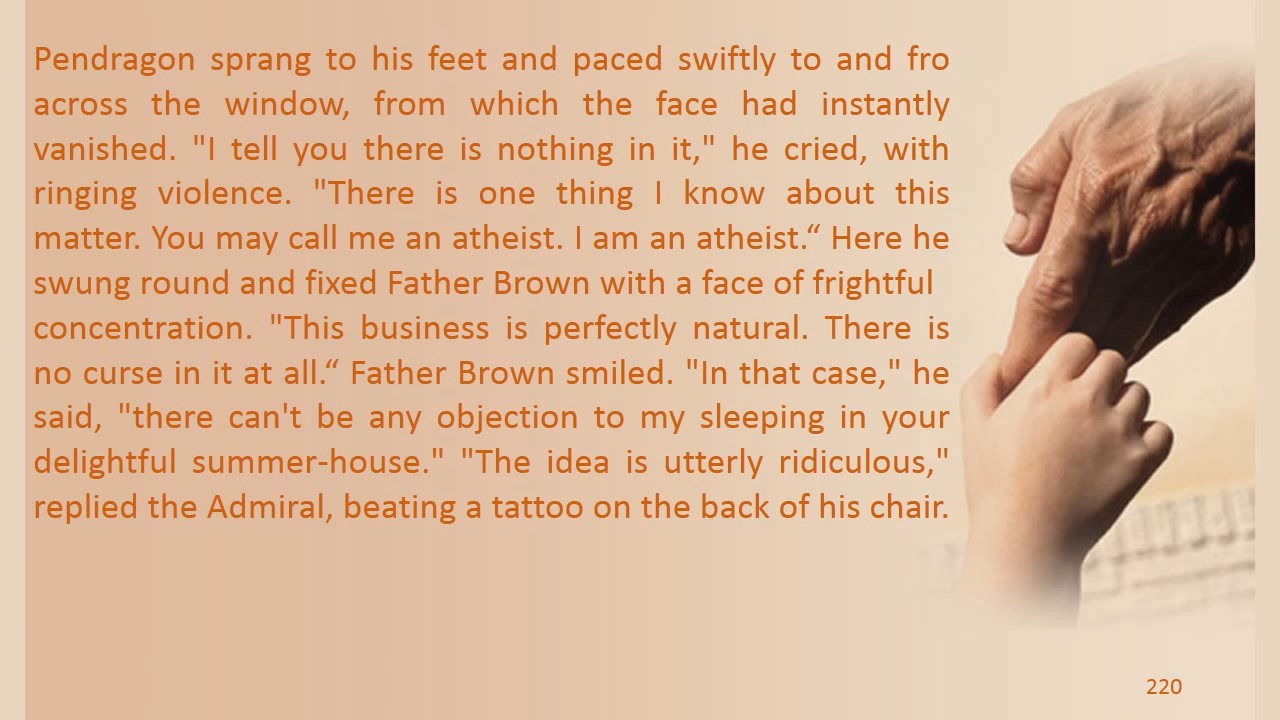 Pendragon sprang to his feet and paced swiftly to and fro
across the window, from which the face had instantly
vanished. "I tell you there is nothing in it," he cried, with
ringing violence. "There is one thing I know about this
matter. You may call me an atheist. I am an atheist.“ Here he
swung round and fixed Father Brown with a face of frightful
concentration. "This business is perfectly natural. There is
no curse in it at all.“ Father Brown smiled. "In that case," he
said, "there can't be any objection to my sleeping in your
delightful summer-house." "The idea is utterly ridiculous,"
replied the Admiral, beating a tattoo on the back of his chair.
220